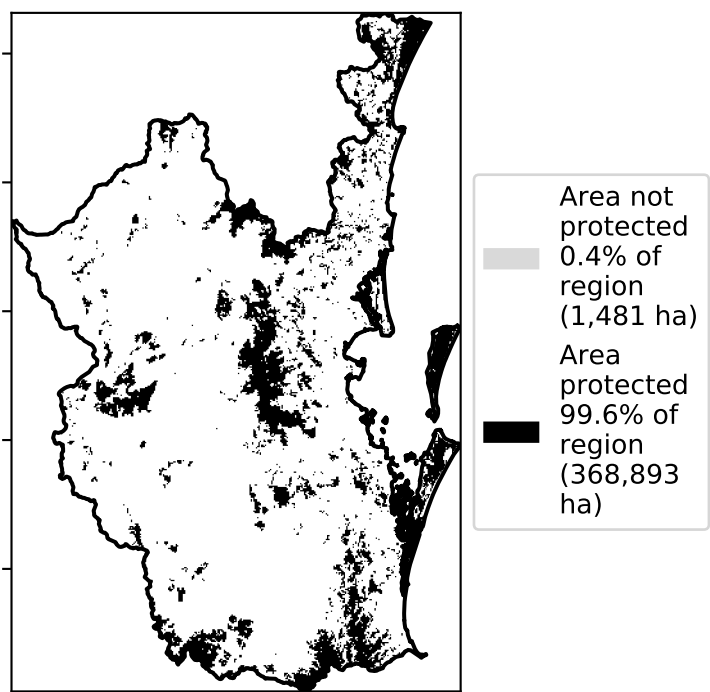 Area not
protected
0.4% of
region
(1,481 ha)
Area
protected
99.6% of
region
(368,893
ha)